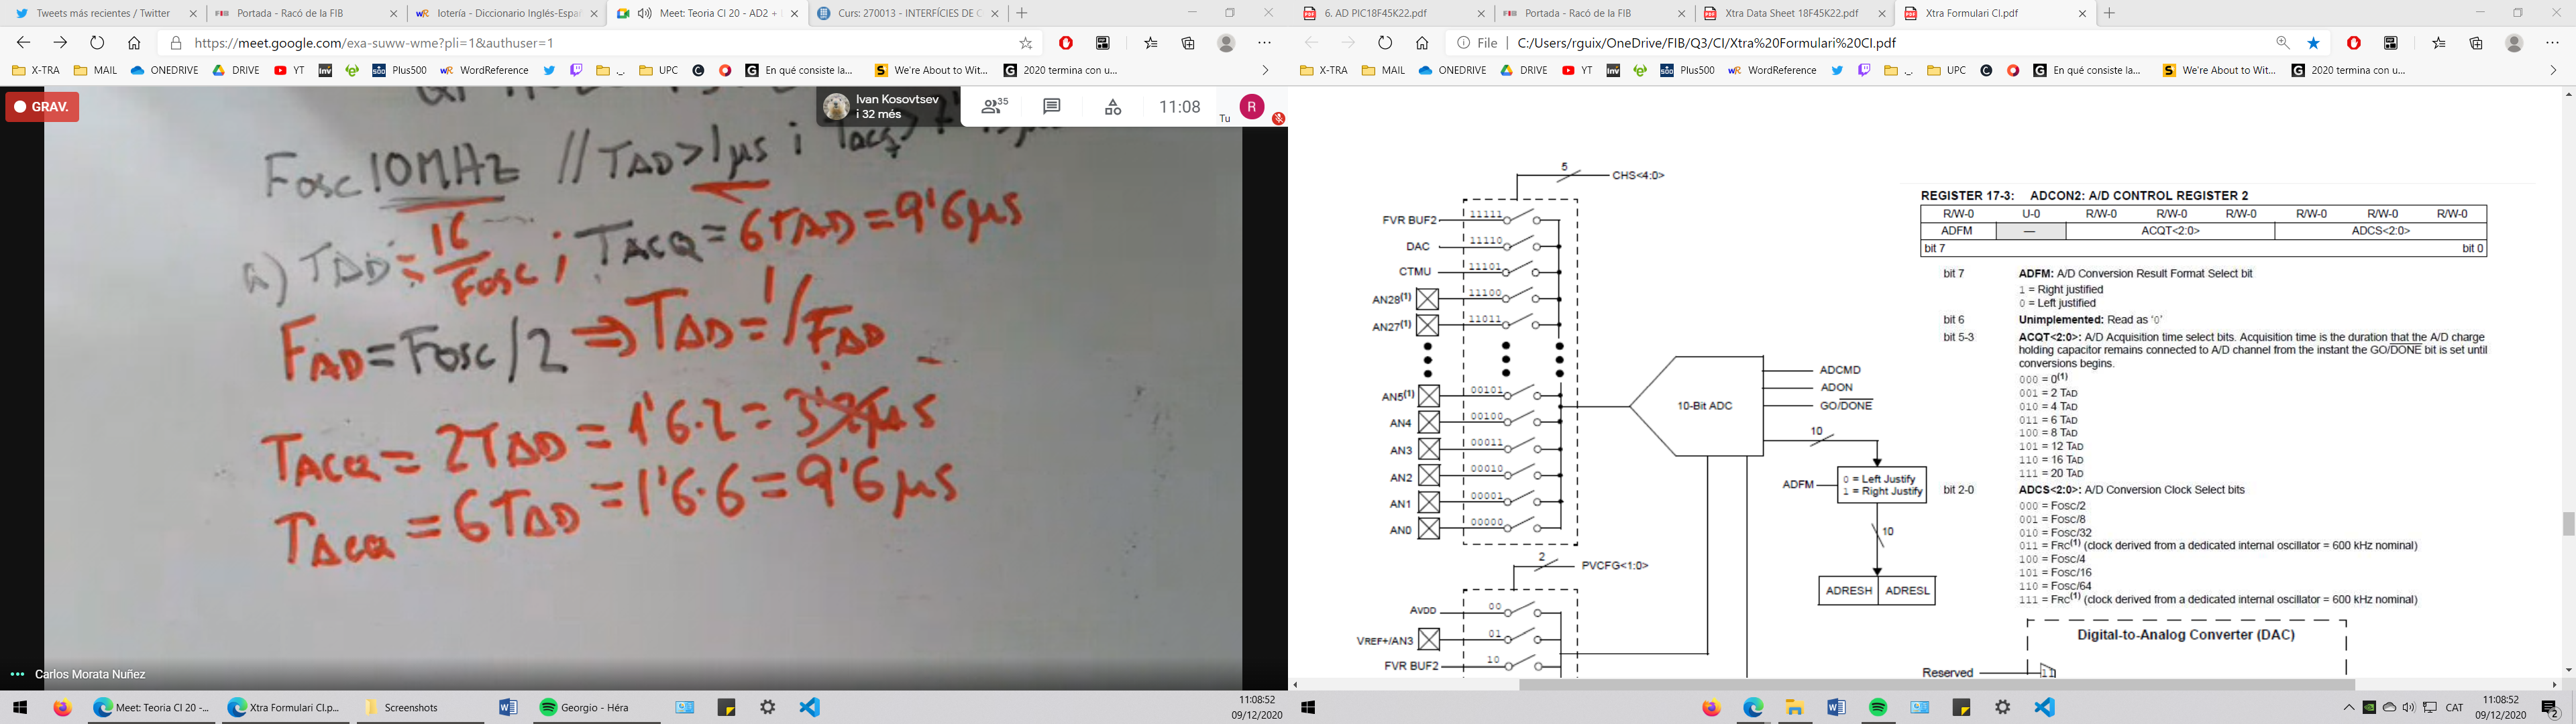 Tweets más recientes / Twitter
Portada - Racó de la FIB
lotería - Diccionario Inglés-Españ
Meet: Teoria CI 20 - AD2 +
Curs: 270013 - INTERFÍCIES DE C
https://meet.google.com/exa-suww-wme?pli=1&authuser=1
X-TRA MAIL ONEDRIVE DRIVE YT Inv Plus500 WordReference UPC En qué consiste la... We're About to Wit... 2020 termina con u...
GRAV.
Ivan Kosovtsev
i 32 més
35
11:08
Tu
R
Fosc 10MHz // TAD>1µs i TACQ>
a) TAD = 16/Fosc ; TACQ = 6TAD = 9'6µs
FAD = Fosc/2 ⇒ TAD = 1/FAD
TACQ = 2TAD = 1'6·2 = 3'2µs
TACQ = 6TAD = 1'6·6 = 9'6µs
Carlos Morata Nuñez
Meet: Teoria CI 20 -...
Xtra Formulari CI.p...
Screenshots
Georgio - Héra
11:08:52
09/12/2020
6. AD PIC18F45K22.pdf
Portada - Racó de la FIB
Xtra Data Sheet 18F45K22.pdf
Xtra Formulari CI.pdf
File C:/Users/rguix/OneDrive/FIB/Q3/CI/Xtra%20Formulari%20CI.pdf
X-TRA MAIL ONEDRIVE DRIVE YT Inv Plus500 WordReference UPC En qué consiste la... We're About to Wit... 2020 termina con u...
5
CHS<4:0>
FVR BUF2 11111
DAC 11110
CTMU 11101
AN28(1) 11100
AN27(1) 11011
AN5(1) 00101
AN4 00100
AN3 00011
AN2 00010
AN1 00001
AN0 00000
2
PVCFG<1:0>
AVDD 00
VREF+/AN3 01
FVR BUF2 10
10-Bit ADC
ADCMD
ADON
GO/DONE
10
ADFM
0 = Left Justify
1 = Right Justify
10
ADRESH ADRESL
REGISTER 17-3: ADCON2: A/D CONTROL REGISTER 2
R/W-0 U-0 R/W-0 R/W-0 R/W-0 R/W-0 R/W-0 R/W-0
ADFM — ACQT<2:0> ADCS<2:0>
bit 7 bit 0
bit 7 ADFM: A/D Conversion Result Format Select bit
1 = Right justified
0 = Left justified
bit 6 Unimplemented: Read as '0'
bit 5-3 ACQT<2:0>: A/D Acquisition time select bits. Acquisition time is the duration that the A/D charge
holding capacitor remains connected to A/D channel from the instant the GO/DONE bit is set until
conversions begins.
000 = 0(1)
001 = 2 TAD
010 = 4 TAD
011 = 6 TAD
100 = 8 TAD
101 = 12 TAD
110 = 16 TAD
111 = 20 TAD
bit 2-0 ADCS<2:0>: A/D Conversion Clock Select bits
000 = FOSC/2
001 = FOSC/8
010 = FOSC/32
011 = FRC(1) (clock derived from a dedicated internal oscillator = 600 kHz nominal)
100 = FOSC/4
101 = FOSC/16
110 = FOSC/64
111 = FRC(1) (clock derived from a dedicated internal oscillator = 600 kHz nominal)
Digital-to-Analog Converter (DAC)
Reserved 11
CAT
11:08:52
09/12/2020
2